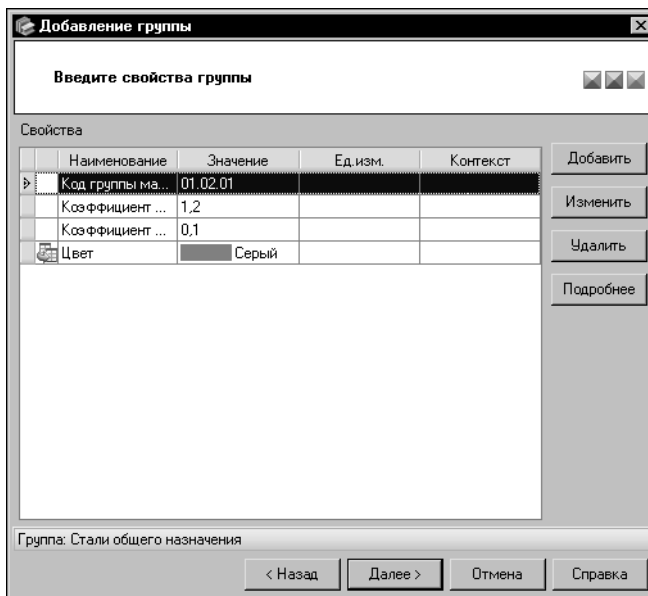 Добавление группы
Введите свойства группы
Свойства
Наименование Значение Ед.изм. Контекст
Код группы ма... 01.02.01
Коэффициент ... 1,2
Коэффициент ... 0,1
Цвет Серый
Добавить
Изменить
Удалить
Подробнее
Группа: Стали общего назначения
< Назад Далее > Отмена Справка